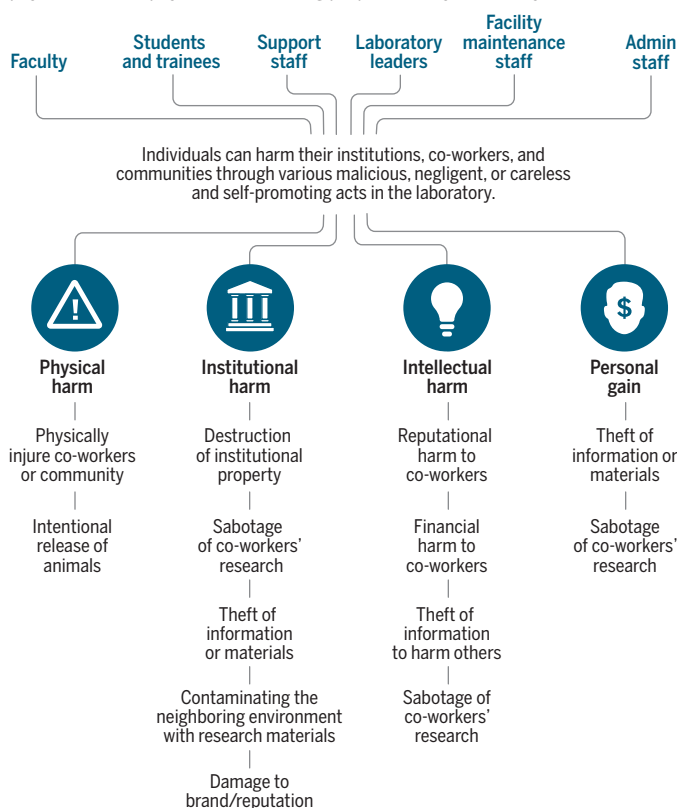 Faculty
Students
and trainees
Support
staff
Laboratory
leaders
Facility
maintenance
staff
Admin
staff
Individuals can harm their institutions, co-workers, and
communities through various malicious, negligent, or careless
and self-promoting acts in the laboratory.
!
$
Physical
harm
Physically
injure co-workers
or community
Intentional
release of
animals
Institutional
harm
Destruction
of institutional
property
Sabotage
of co-workers'
research
Theft of
information
or materials
Contaminating the
neighboring environment
with research materials
Damage to
brand/reputation
Intellectual
harm
Reputational
harm to
co-workers
Financial
harm to
co-workers
Theft of
information
to harm others
Sabotage of
co-workers'
research
Personal
gain
Theft of
information or
materials
Sabotage
of co-workers'
research